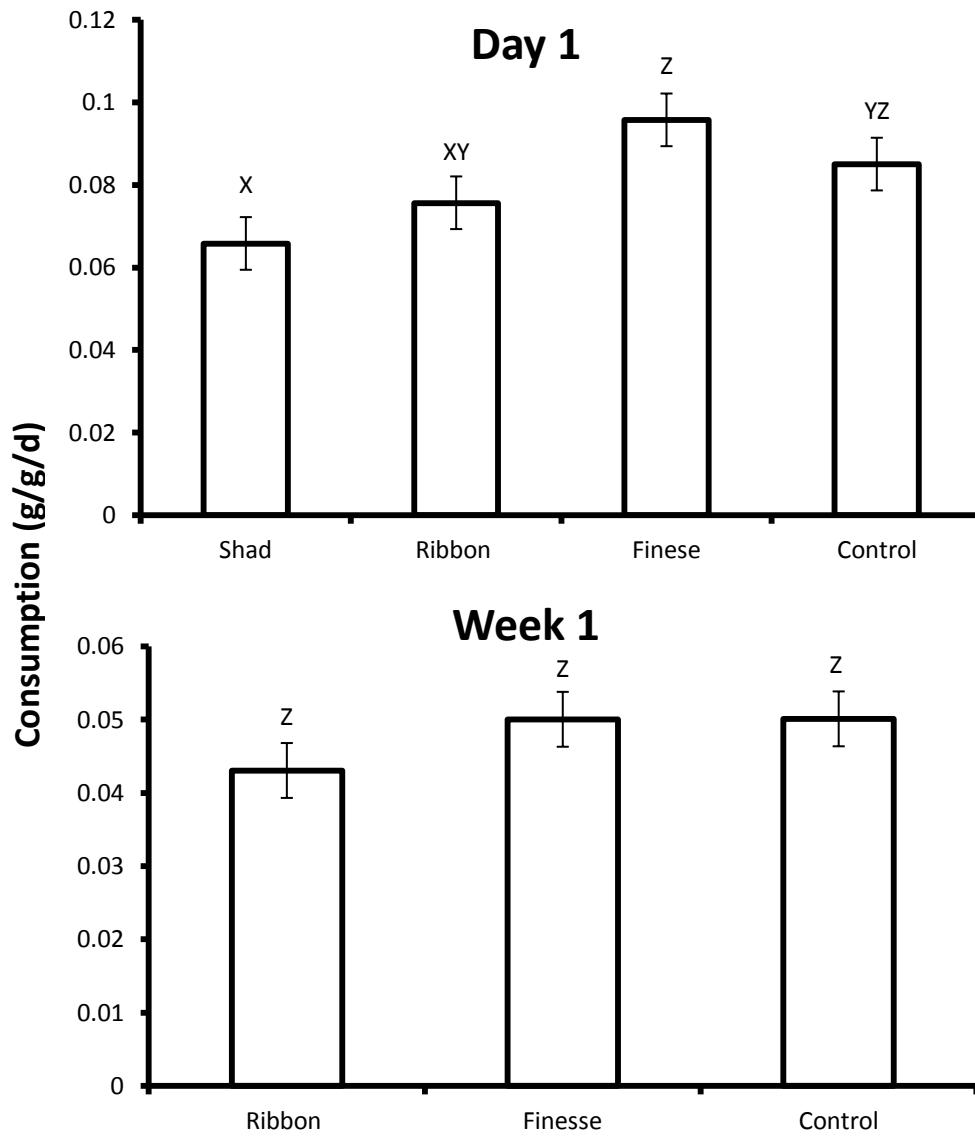 Day 1
0.12
0.1
0.08
0.06
0.04
0.02
0
X
XY
Z
YZ
Shad Ribbon Finese Control
Consumption (g/g/d)
Week 1
0.06
0.05
0.04
0.03
0.02
0.01
0
Z
Z
Z
Ribbon Finesse Control